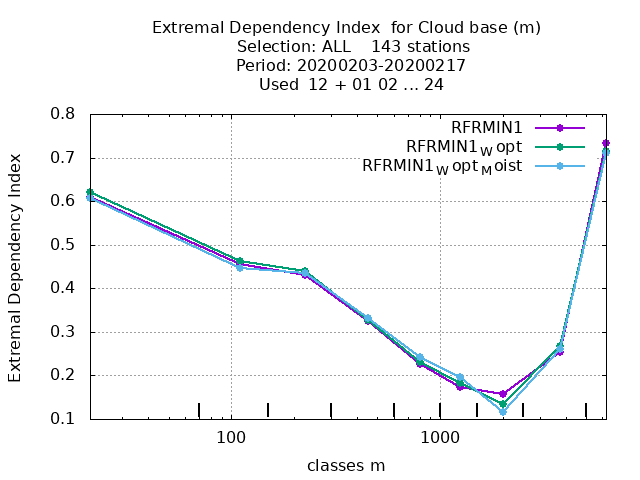 Extremal Dependency Index  for Cloud base (m)
Selection: ALL    143 stations
Period: 20200203-20200217
Used  12 + 01 02 ... 24
RFRMIN1
RFRMIN1Wopt
RFRMIN1WoptMoist
Extremal Dependency Index
0.8
0.7
0.6
0.5
0.4
0.3
0.2
0.1
100 1000
classes m